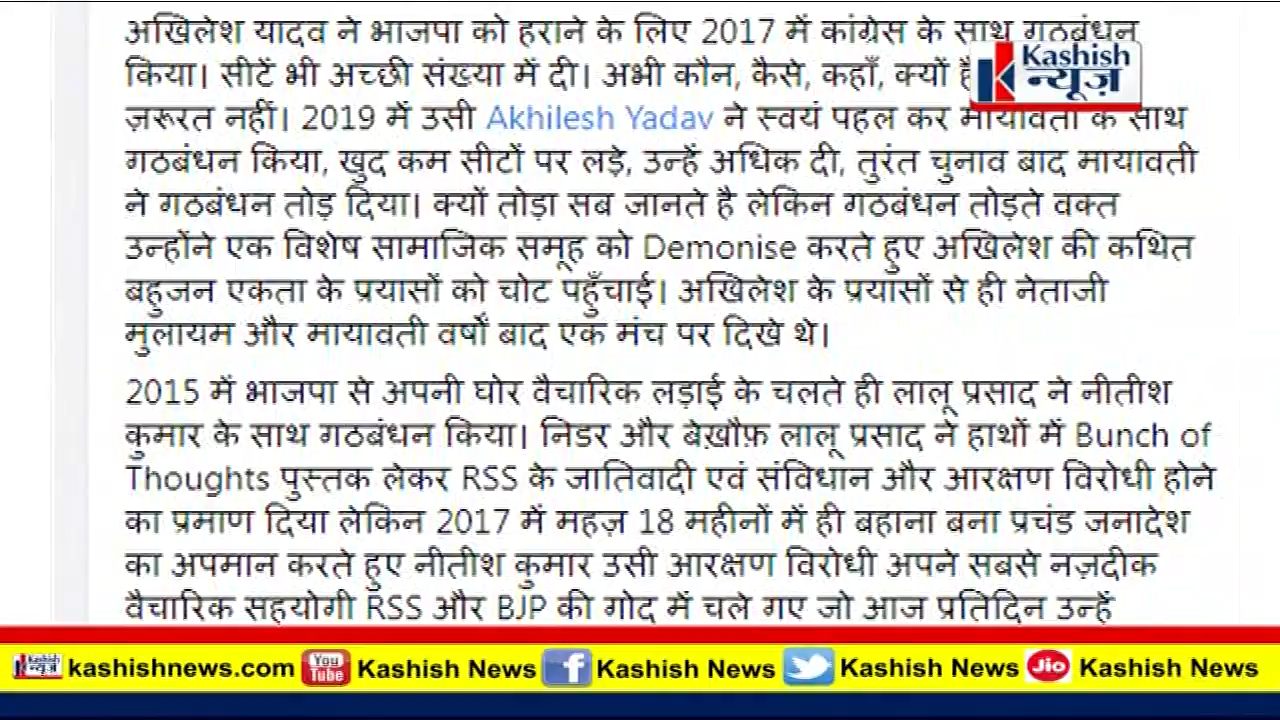 अखिलेश यादव ने भाजपा को हराने के लिए 2017 में कांग्रेस के साथ गठबंधन
किया। सीटें भी अच्छी संख्या में दी। अभी कौन, कैसे, कहाँ, क्यों
Kashish
न्यूज़
ज़रूरत नहीं। 2019 में उसी Akhilesh Yadav ने स्वयं पहल कर मायावती के साथ
गठबंधन किया, खुद कम सीटों पर लड़े, उन्हें अधिक दी, तुरंत चुनाव बाद मायावती
ने गठबंधन तोड़ दिया। क्यों तोड़ा सब जानते है लेकिन गठबंधन तोड़ते वक्त
उन्होंने एक विशेष सामाजिक समूह को Demonise करते हुए अखिलेश की कथित
बहुजन एकता के प्रयासों को चोट पहुँचाई। अखिलेश के प्रयासों से ही नेताजी
मुलायम और मायावती वर्षों बाद एक मंच पर दिखे थे।
2015 में भाजपा से अपनी घोर वैचारिक लड़ाई के चलते ही लालू प्रसाद ने नीतीश
कुमार के साथ गठबंधन किया। निडर और बेख़ौफ़ लालू प्रसाद ने हाथों में Bunch of
Thoughts पुस्तक लेकर RSS के जातिवादी एवं संविधान और आरक्षण विरोधी होने
का प्रमाण दिया लेकिन 2017 में महज़ 18 महीनों में ही बहाना बना प्रचंड जनादेश
का अपमान करते हुए नीतीश कुमार उसी आरक्षण विरोधी अपने सबसे नज़दीक
वैचारिक सहयोगी RSS और BJP की गोद में चले गए जो आज प्रतिदिन उन्हें
Kashish न्यूज़ kashishnews.com You Tube Kashish News f Kashish News Kashish News Jio Kashish News